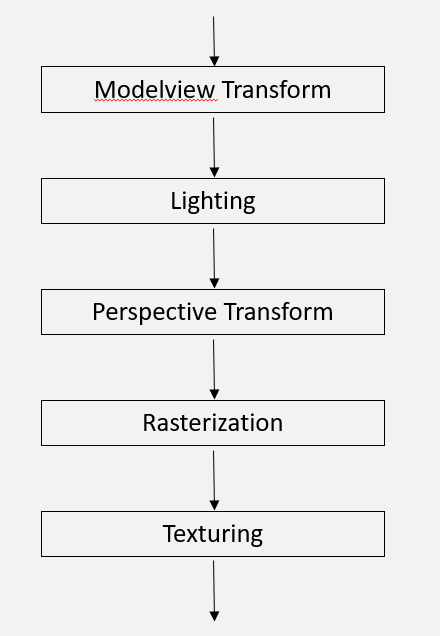 Modelview Transform
Lighting
Perspective Transform
Rasterization
Texturing